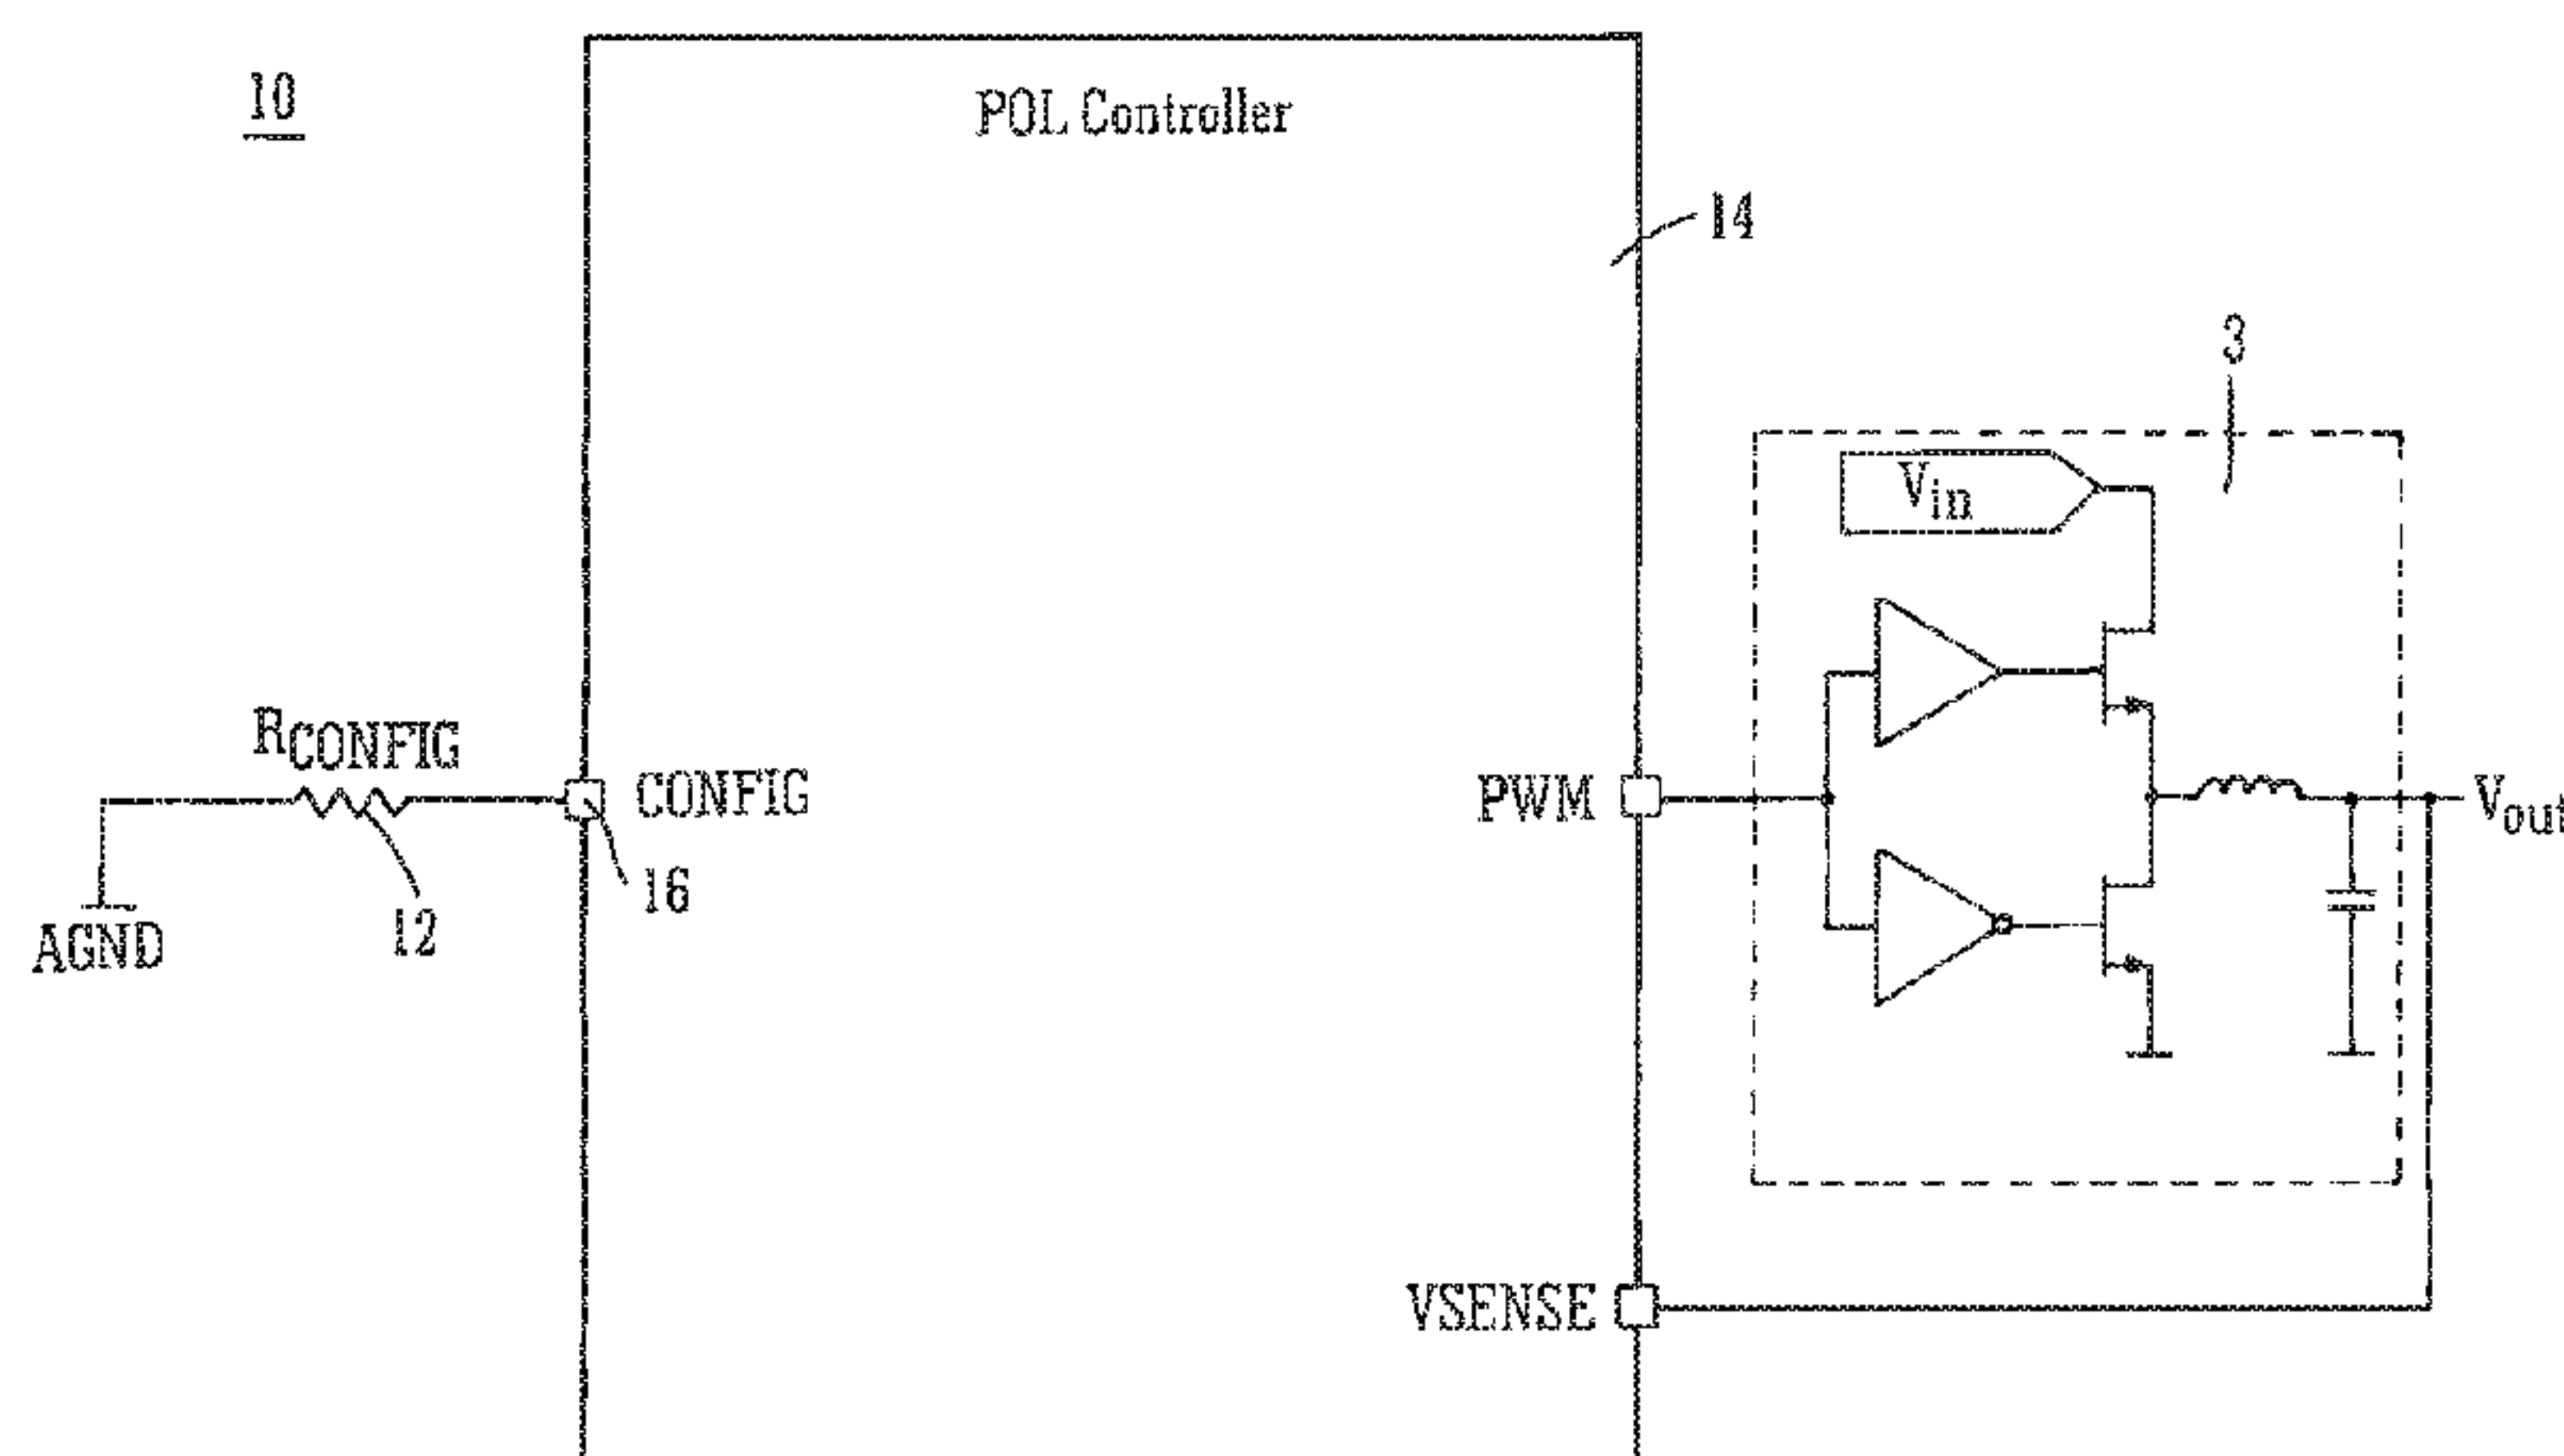 10
POL Controller
14
3
Vin
RCONFIG
CONFIG
PWM
Vout
16
12
AGND
VSENSE